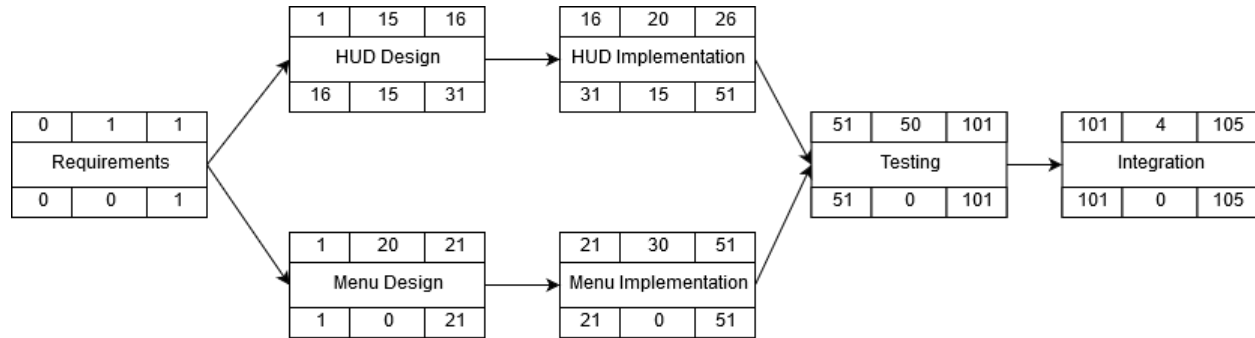 1 15 16
HUD Design
16 15 31
16 20 26
HUD Implementation
31 15 51
0 1 1
Requirements
0 0 1
51 50 101
Testing
51 0 101
101 4 105
Integration
101 0 105
1 20 21
Menu Design
1 0 21
21 30 51
Menu Implementation
21 0 51